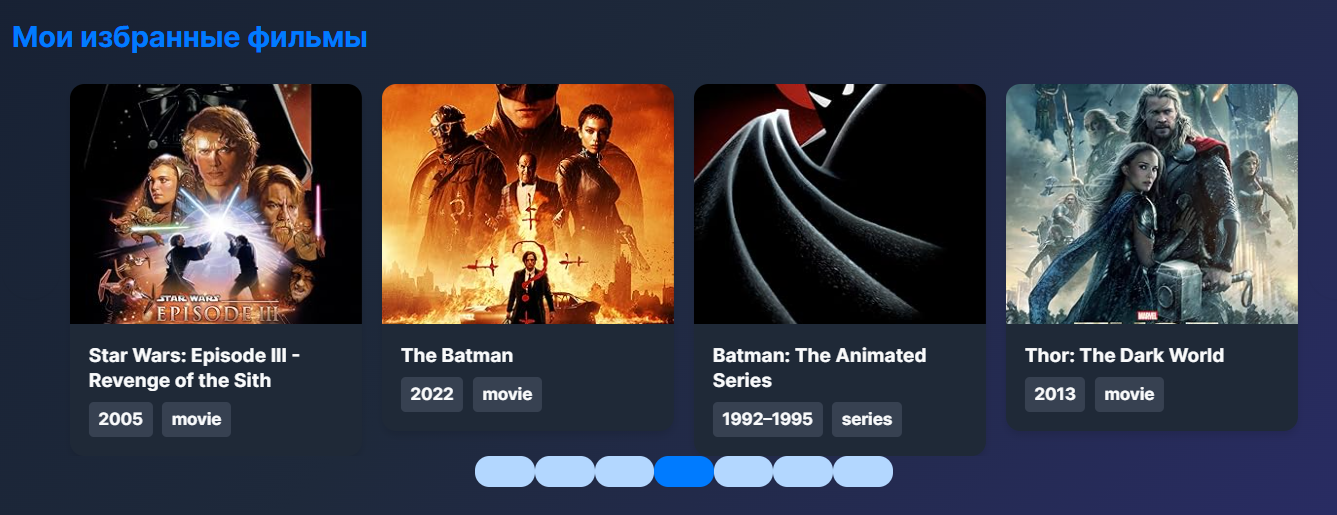 Мои избранные фильмы
STAR WARS
EPISODE III
MARVEL
Star Wars: Episode III -
Revenge of the Sith
2005
movie
The Batman
2022
movie
Batman: The Animated
Series
1992–1995
series
Thor: The Dark World
2013
movie